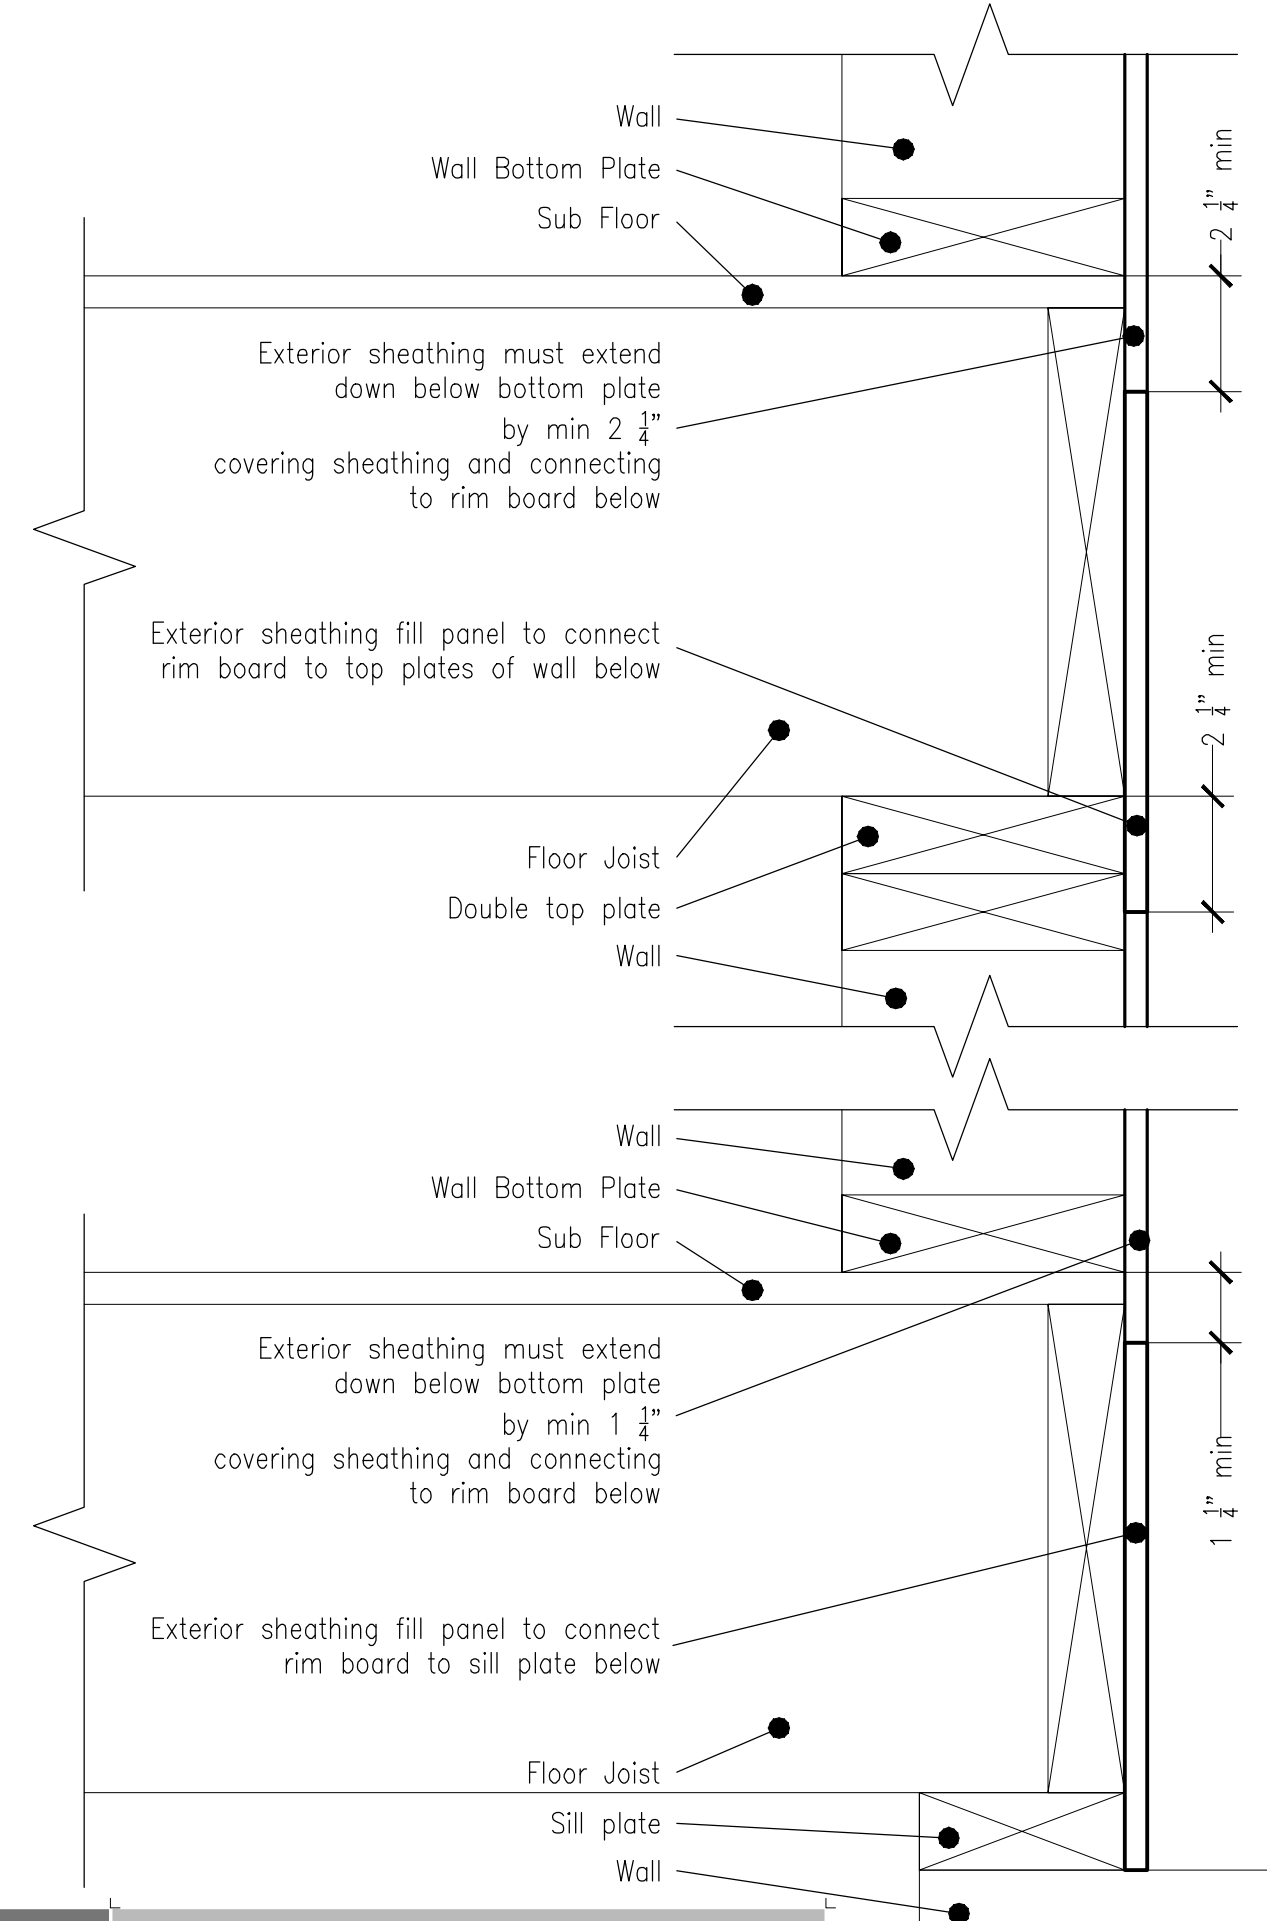 Wall
Wall Bottom Plate
Sub Floor
2 1/4" min
Exterior sheathing must extend
down below bottom plate
by min 2 1/4"
covering sheathing and connecting
to rim board below
Exterior sheathing fill panel to connect
rim board to top plates of wall below
2 1/4" min
Floor Joist
Double top plate
Wall
Wall
Wall Bottom Plate
Sub Floor
Exterior sheathing must extend
down below bottom plate
by min 1 1/4"
covering sheathing and connecting
to rim board below
1 1/4" min
Exterior sheathing fill panel to connect
rim board to sill plate below
Floor Joist
Sill plate
Wall